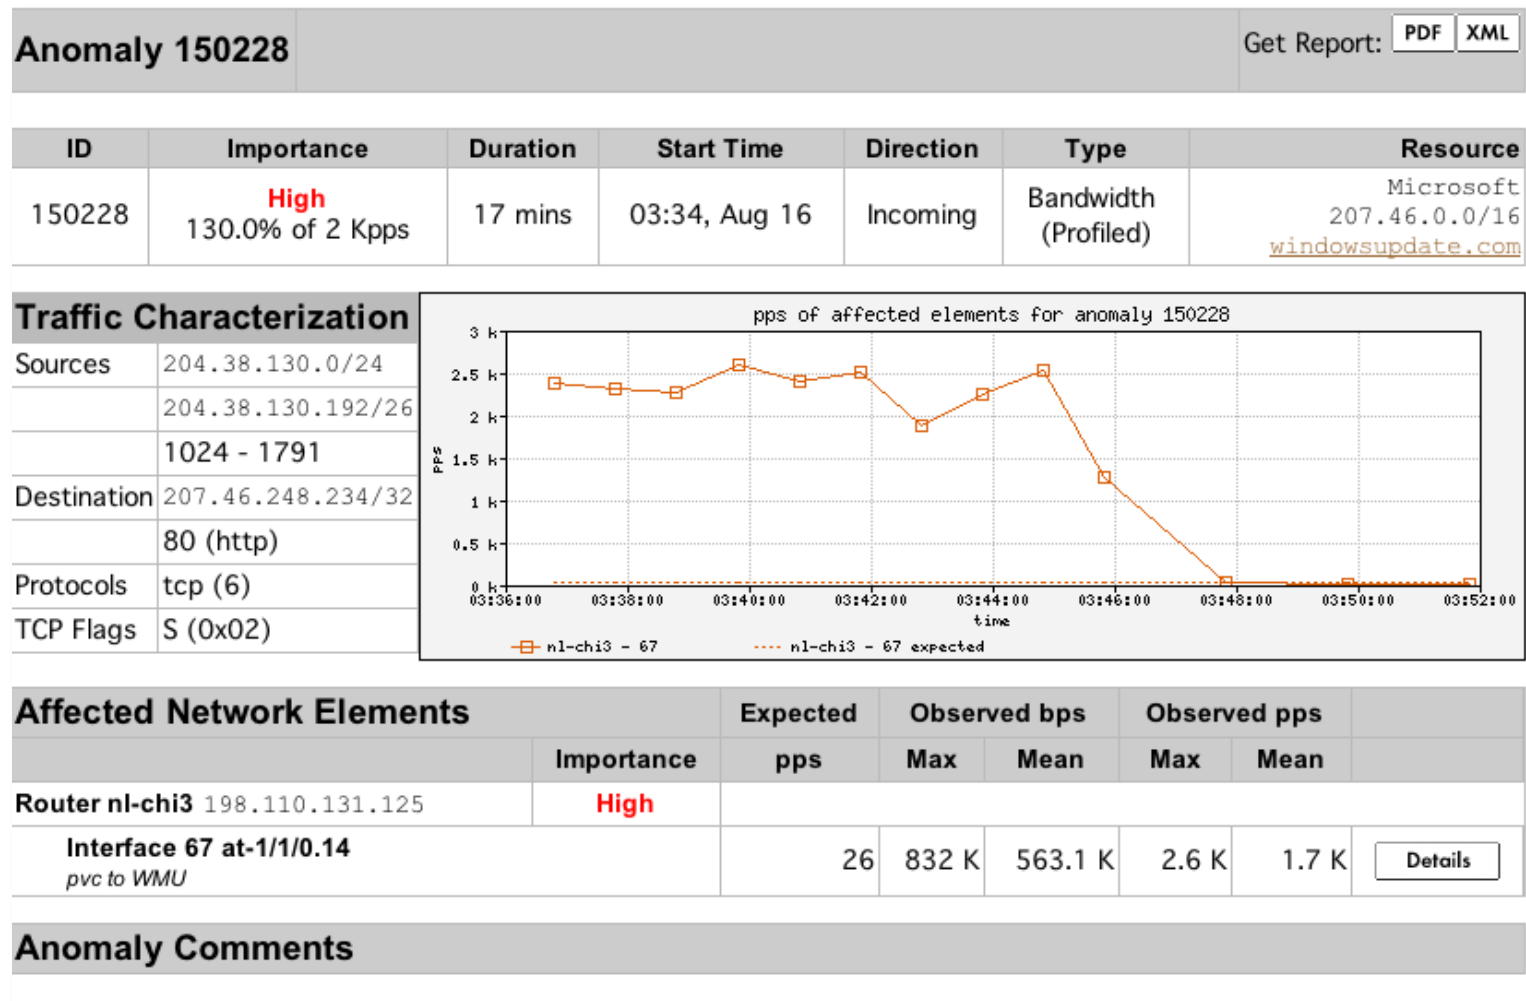 Anomaly 150228
Get Report: PDF XML
ID Importance Duration Start Time Direction Type Resource
150228 High 130.0% of 2 Kpps 17 mins 03:34, Aug 16 Incoming Bandwidth (Profiled) Microsoft 207.46.0.0/16 windowsupdate.com
Traffic Characterization
Sources 204.38.130.0/24
204.38.130.192/26
1024 - 1791
Destination 207.46.248.234/32
80 (http)
Protocols tcp (6)
TCP Flags S (0x02)
pps of affected elements for anomaly 150228
3 k
2.5 k
2 k
1.5 k
1 k
0.5 k
0 k
pps
03:36:00 03:38:00 03:40:00 03:42:00 03:44:00 03:46:00 03:48:00 03:50:00 03:52:00
time
nl-chi3 - 67 nl-chi3 - 67 expected
Affected Network Elements Expected Observed bps Observed pps
Importance pps Max Mean Max Mean
Router nl-chi3 198.110.131.125 High
Interface 67 at-1/1/0.14 26 832 K 563.1 K 2.6 K 1.7 K Details
pvc to WMU
Anomaly Comments